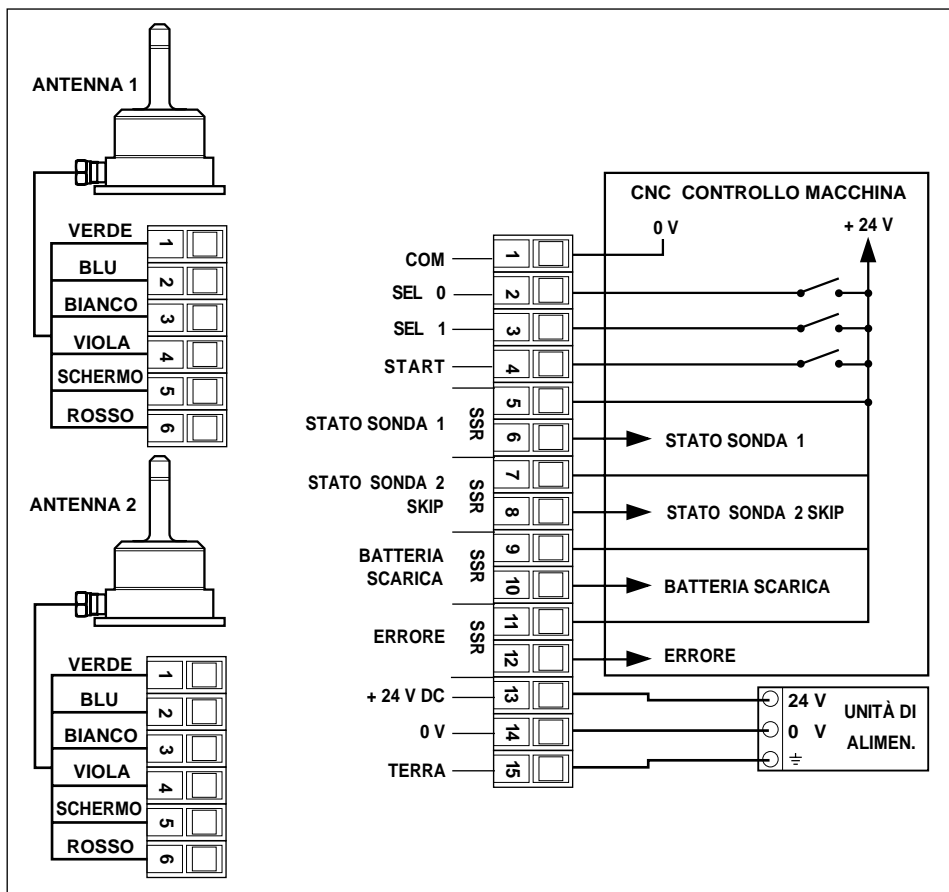 ANTENNA 1
VERDE
1
BLU
2
BIANCO
3
VIOLA
4
SCHERMO
5
ROSSO
6
ANTENNA 2
VERDE
1
BLU
2
BIANCO
3
VIOLA
4
SCHERMO
5
ROSSO
6
COM
1
SEL 0
2
SEL 1
3
START
4
STATO SONDA 1
SSR
5
6
STATO SONDA 2
SKIP
SSR
7
8
BATTERIA
SCARICA
SSR
9
10
ERRORE
SSR
11
12
+ 24 V DC
13
0 V
14
TERRA
15
CNC CONTROLLO MACCHINA
0 V
+ 24 V
STATO SONDA 1
STATO SONDA 2 SKIP
BATTERIA SCARICA
ERRORE
24 V
0 V
UNITÀ DI
ALIMEN.